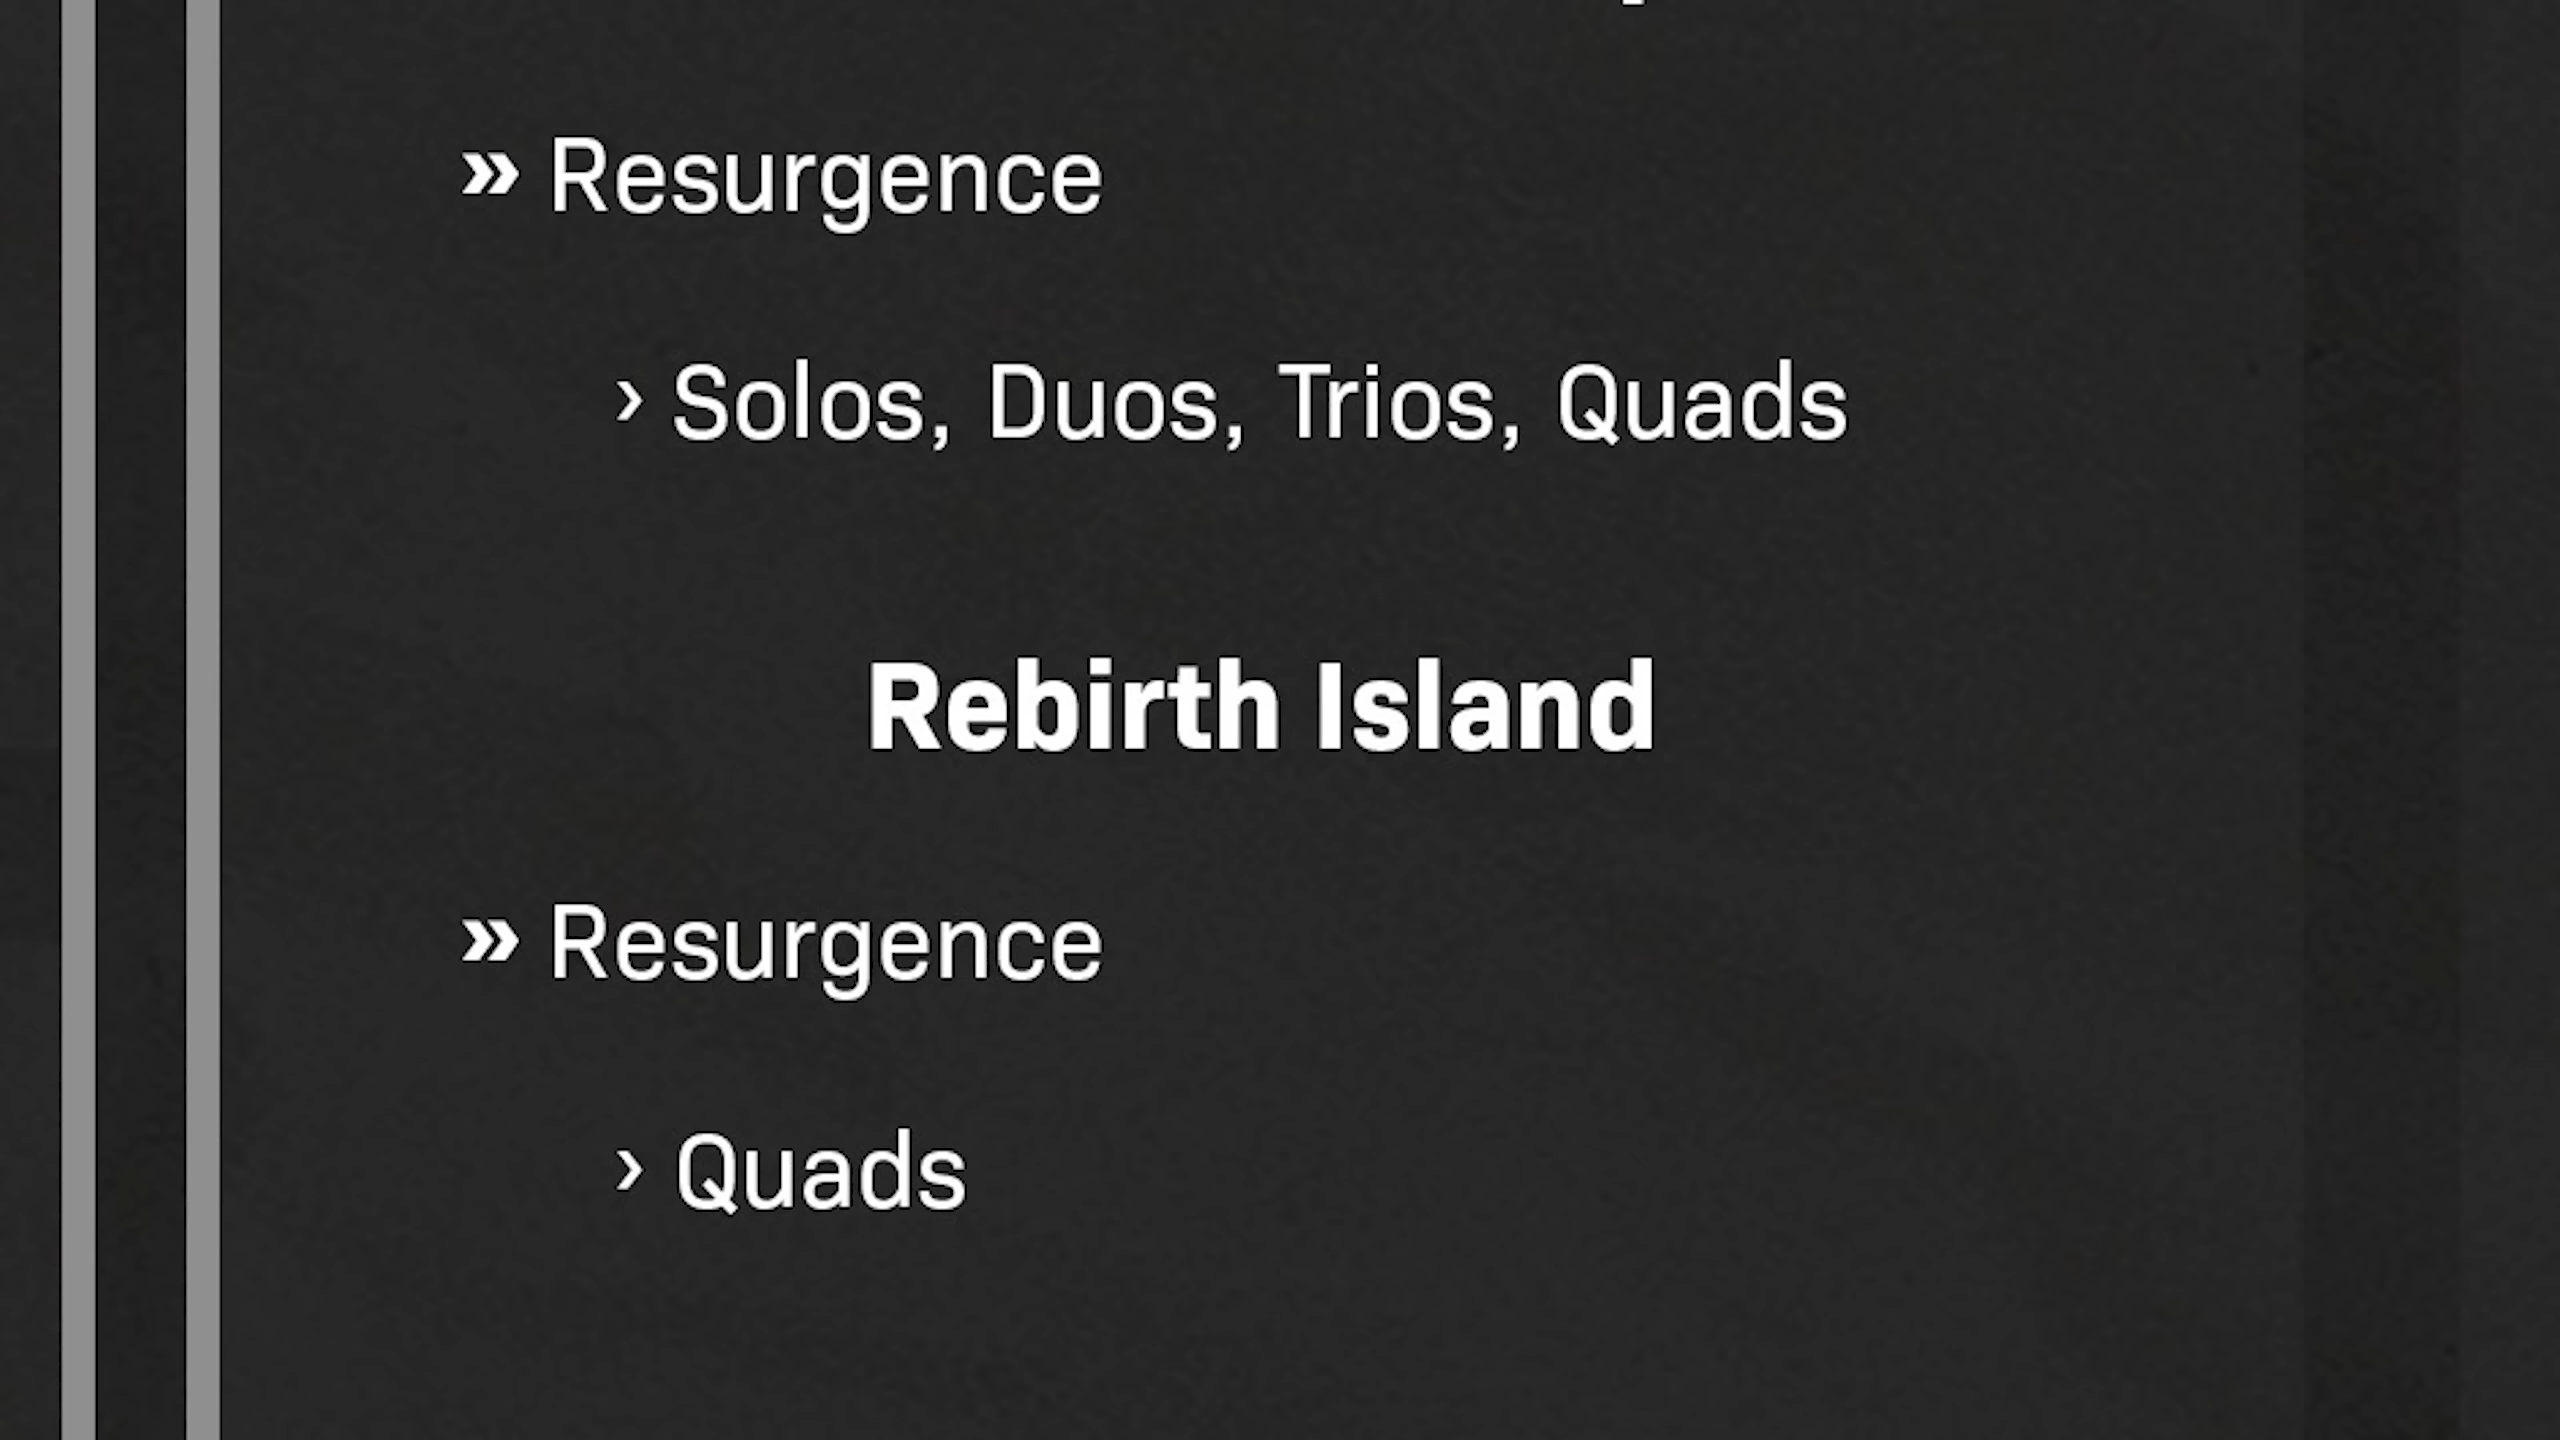 » Resurgence
› Solos, Duos, Trios, Quads
Rebirth Island
» Resurgence
› Quads